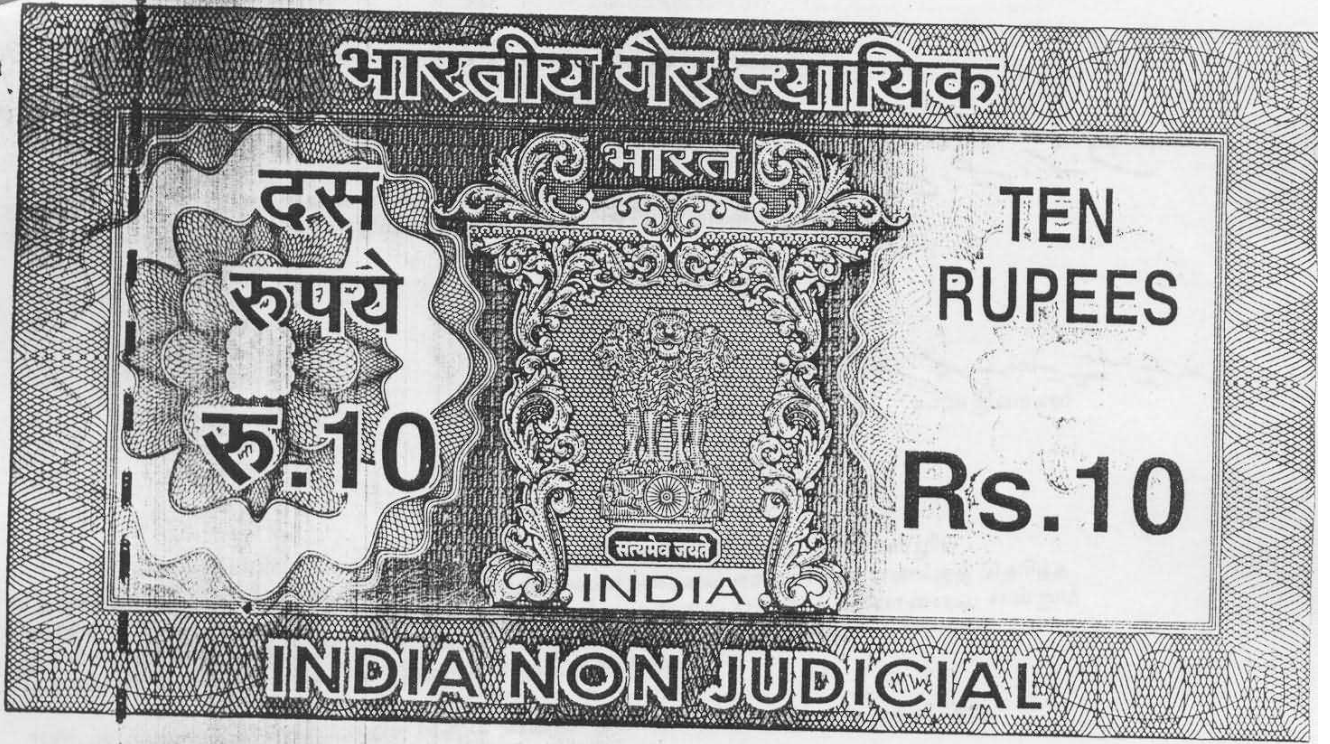 भारतीय गैर न्यायिक
भारत
दस
रुपये
रु.10
TEN
RUPEES
Rs.10
सत्यमेव जयते
INDIA
INDIA NON JUDICIAL